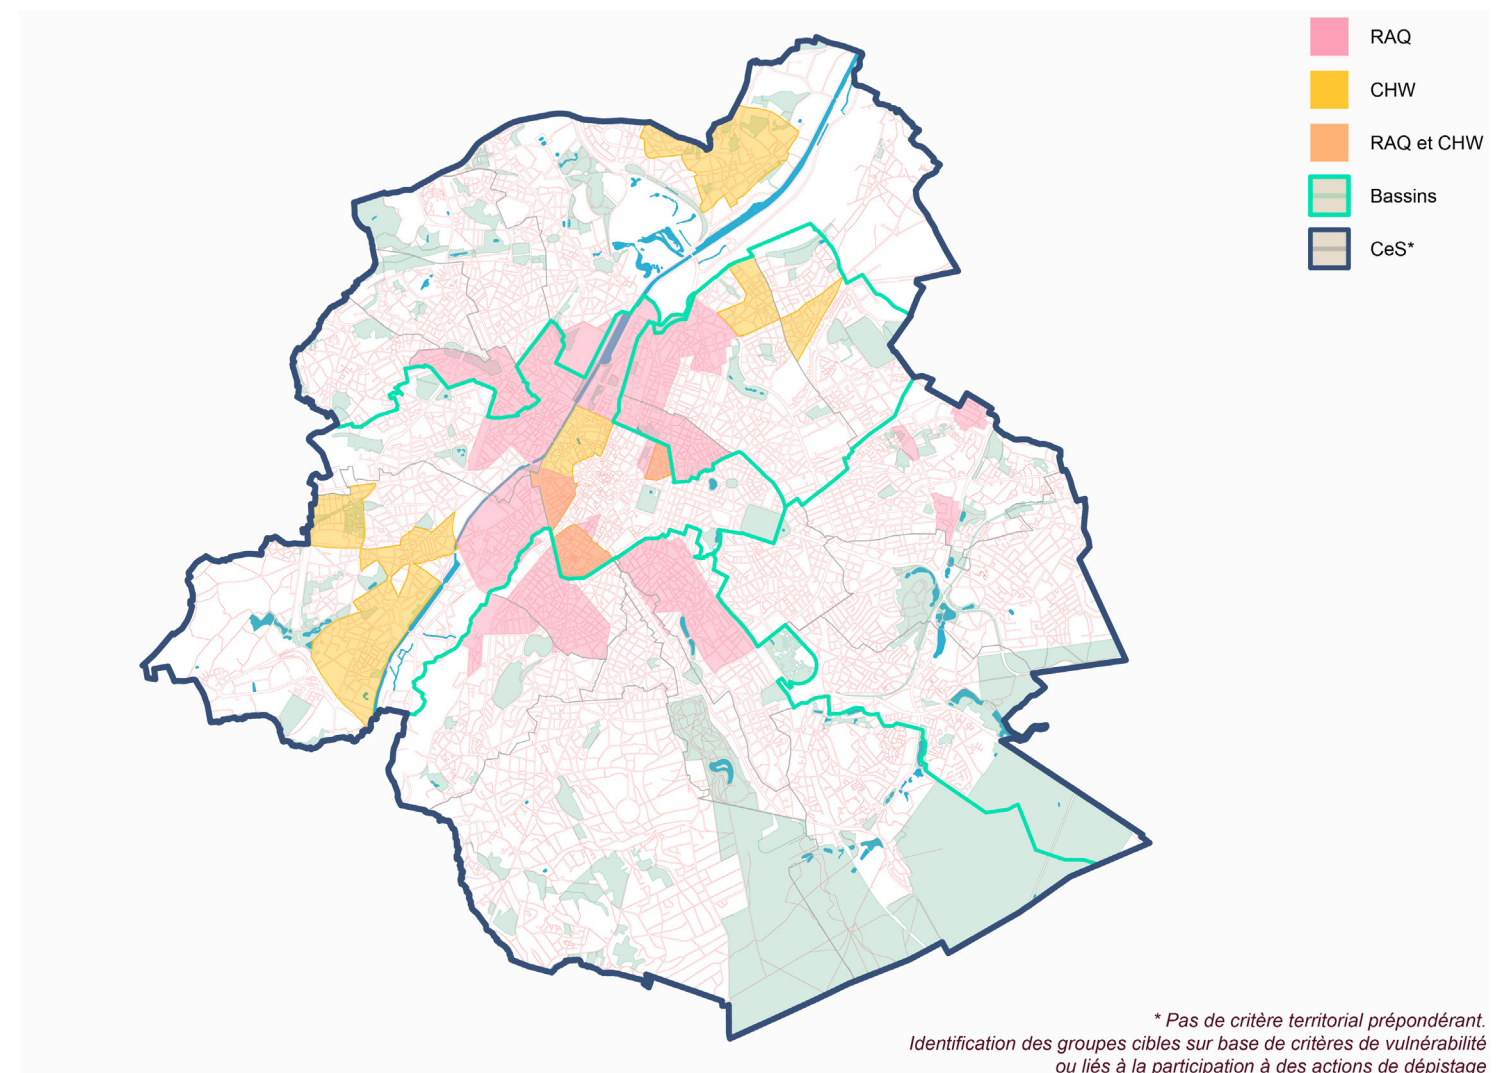 RAQ
CHW
RAQ et CHW
Bassins
CeS*
* Pas de critère territorial prépondérant.
Identification des groupes cibles sur base de critères de vulnérabilité
ou liés à la participation à des actions de dépistage